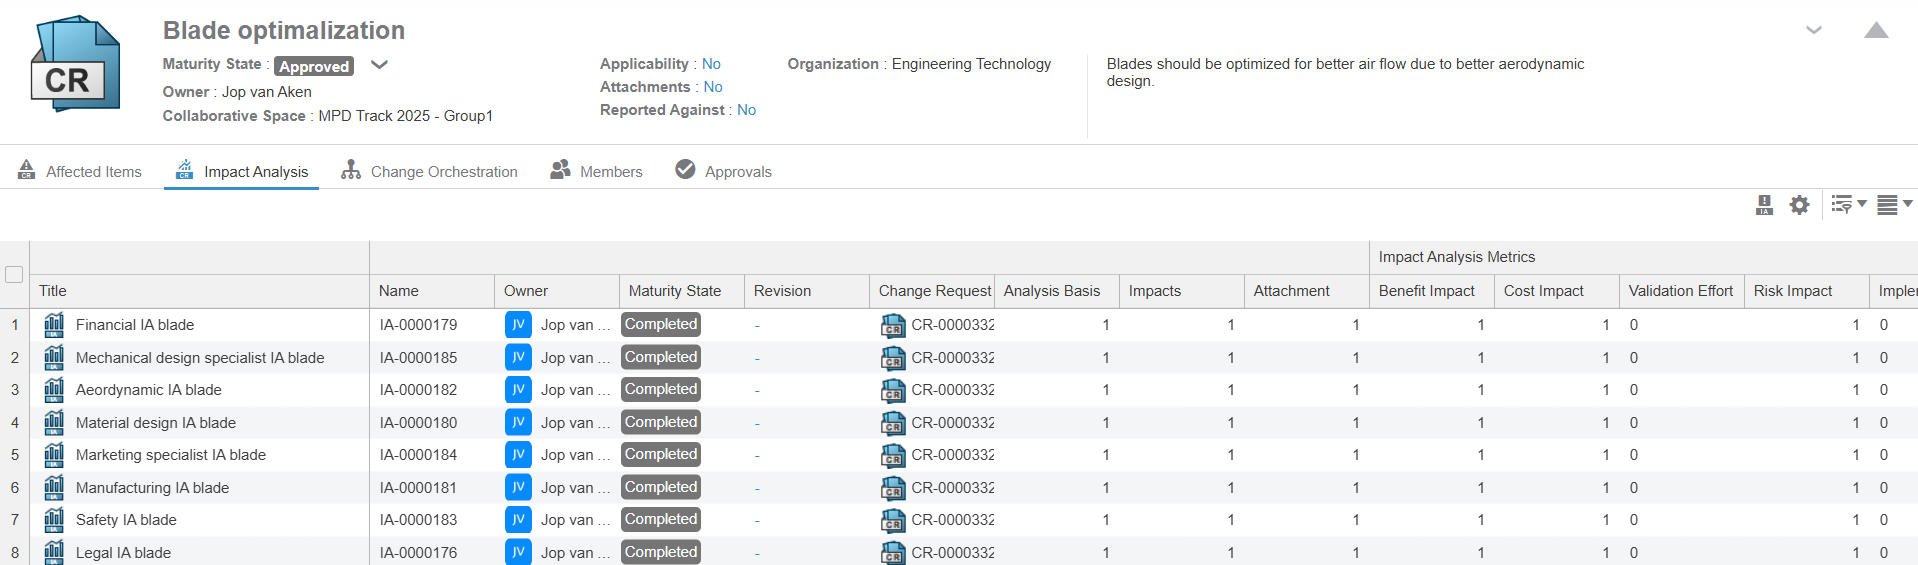 Blade optimalization
Maturity State : Approved
Owner : Jop van Aken
Collaborative Space : MPD Track 2025 - Group1
CR
Applicability : No
Attachments : No
Reported Against : No
Organization : Engineering Technology
Blades should be optimized for better air flow due to better aerodynamic
design.
Affected Items Impact Analysis Change Orchestration Members Approvals
Impact Analysis Metrics
Title Name Owner Maturity State Revision Change Request Analysis Basis Impacts Attachment Benefit Impact Cost Impact Validation Effort Risk Impact Implem
1 Financial IA blade IA-0000179 JV Jop van ... Completed - CR-0000332 1 1 1 1 1 0 1 0
2 Mechanical design specialist IA blade IA-0000185 JV Jop van ... Completed - CR-0000332 1 1 1 1 1 0 1 0
3 Aeordynamic IA blade IA-0000182 JV Jop van ... Completed - CR-0000332 1 1 1 1 1 0 1 0
4 Material design IA blade IA-0000180 JV Jop van ... Completed - CR-0000332 1 1 1 1 1 0 1 0
5 Marketing specialist IA blade IA-0000184 JV Jop van ... Completed - CR-0000332 1 1 1 1 1 0 1 0
6 Manufacturing IA blade IA-0000181 JV Jop van ... Completed - CR-0000332 1 1 1 1 1 0 1 0
7 Safety IA blade IA-0000183 JV Jop van ... Completed - CR-0000332 1 1 1 1 1 0 1 0
8 Legal IA blade IA-0000176 JV Jop van ... Completed - CR-0000332 1 1 1 1 1 0 1 0